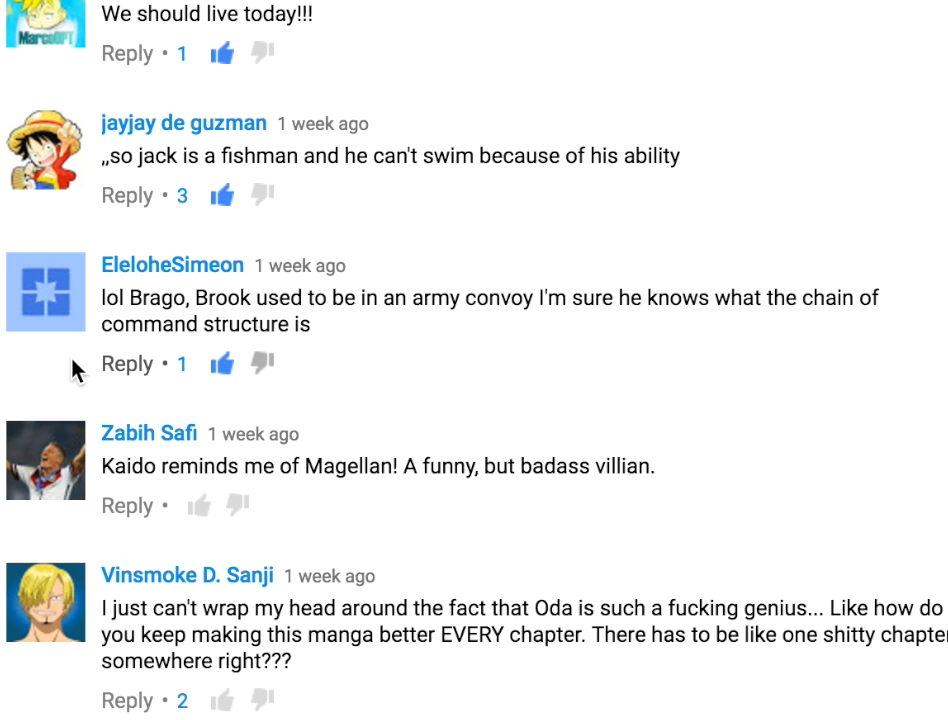 MarcoOPT
We should live today!!!
Reply • 1
jayjay de guzman 1 week ago
,,so jack is a fishman and he can't swim because of his ability
Reply • 3
EleloheSimeon 1 week ago
lol Brago, Brook used to be in an army convoy I'm sure he knows what the chain of
command structure is
Reply • 1
Zabih Safi 1 week ago
Kaido reminds me of Magellan! A funny, but badass villian.
Reply •
Vinsmoke D. Sanji 1 week ago
I just can't wrap my head around the fact that Oda is such a fucking genius... Like how do
you keep making this manga better EVERY chapter. There has to be like one shitty chapter
somewhere right???
Reply • 2